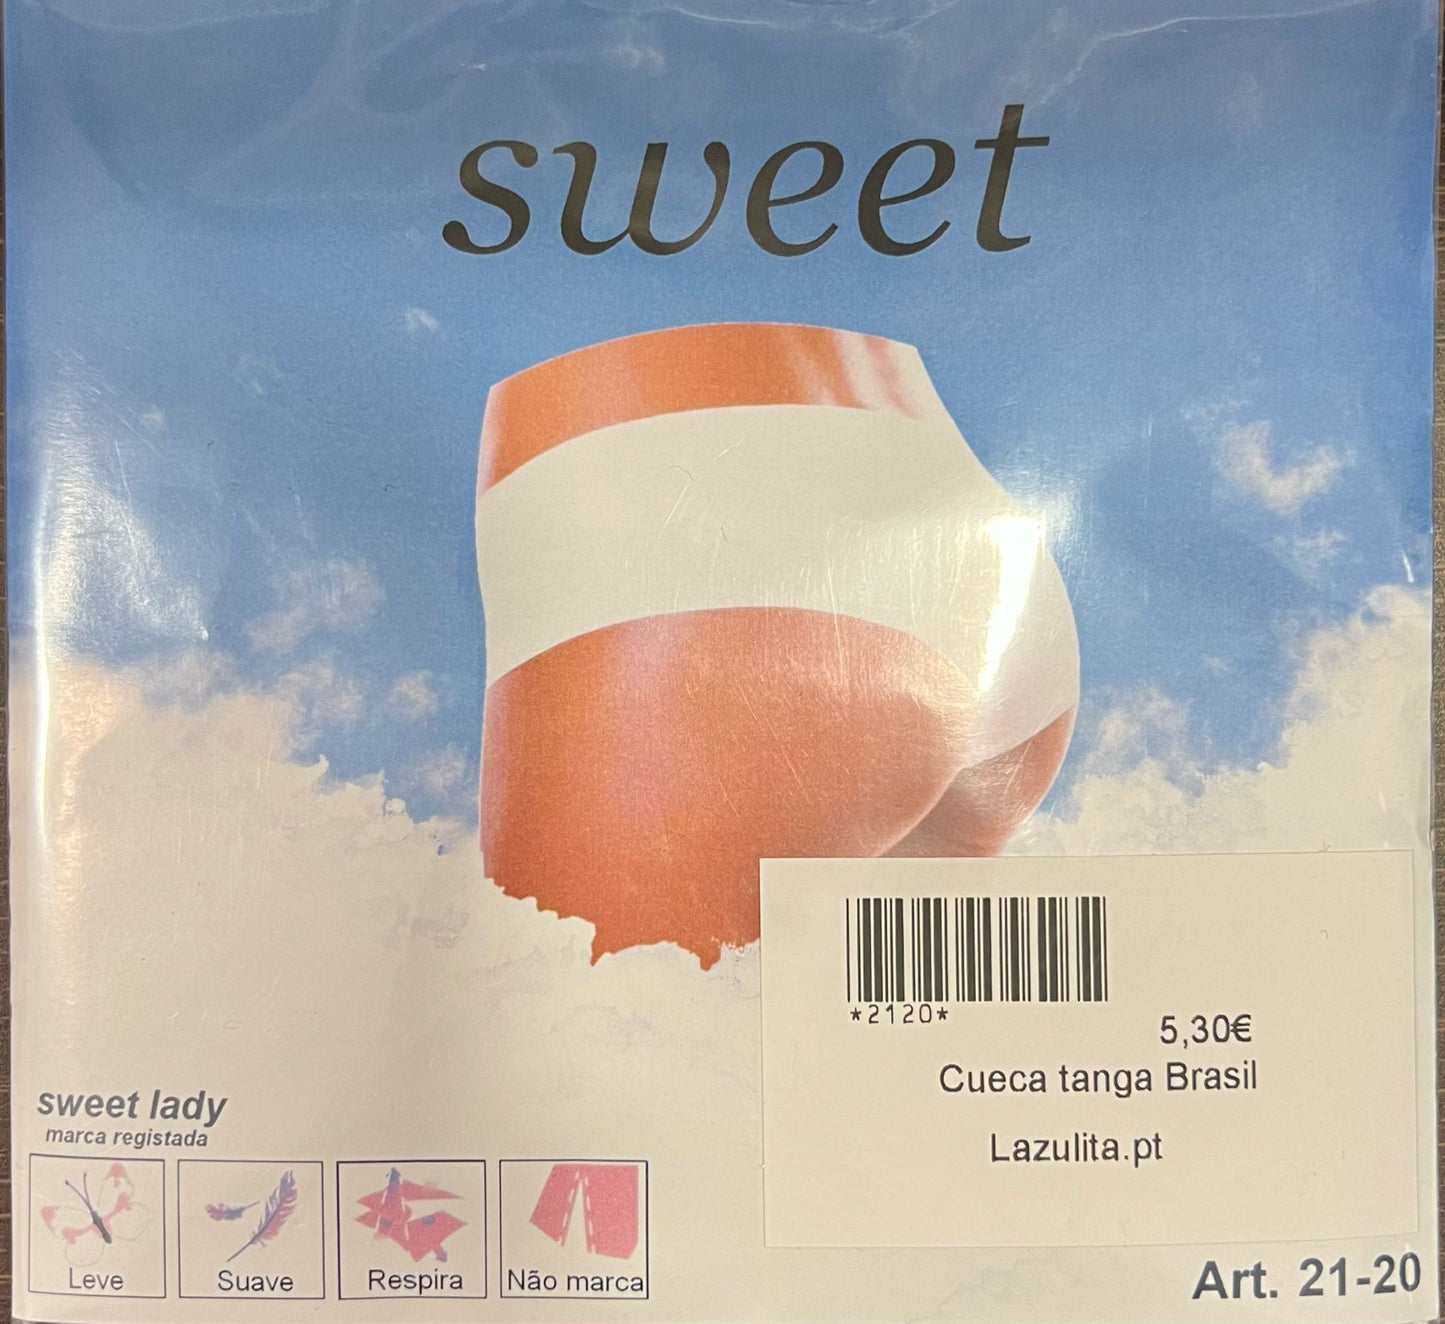 sweet
*2120*
5,30€
Cueca tanga Brasil
Lazulita.pt
sweet lady
marca registada
Leve
Suave
Respira
Não marca
Art. 21-20